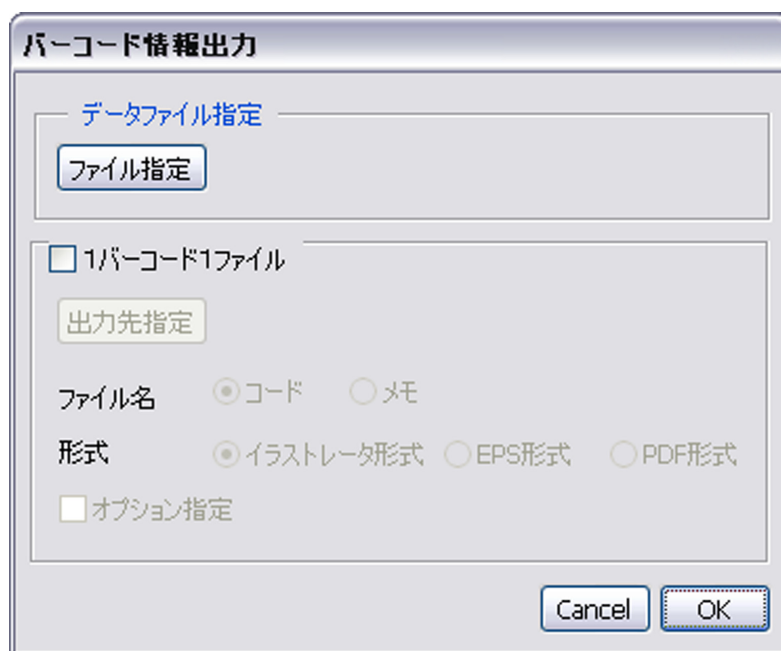 バーコード情報出力
データファイル指定
ファイル指定
1バーコード1ファイル
出力先指定
ファイル名 コード メモ
形式 イラストレータ形式 EPS形式 PDF形式
オプション指定
Cancel OK